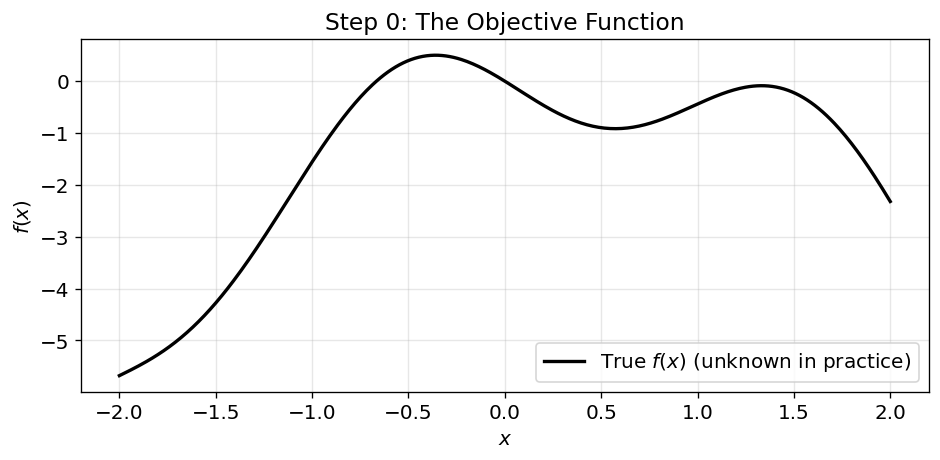 Step 0: The Objective Function
f(x)
0
−1
−2
−3
−4
−5
True f(x) (unknown in practice)
−2.0 −1.5 −1.0 −0.5 0.0 0.5 1.0 1.5 2.0
x